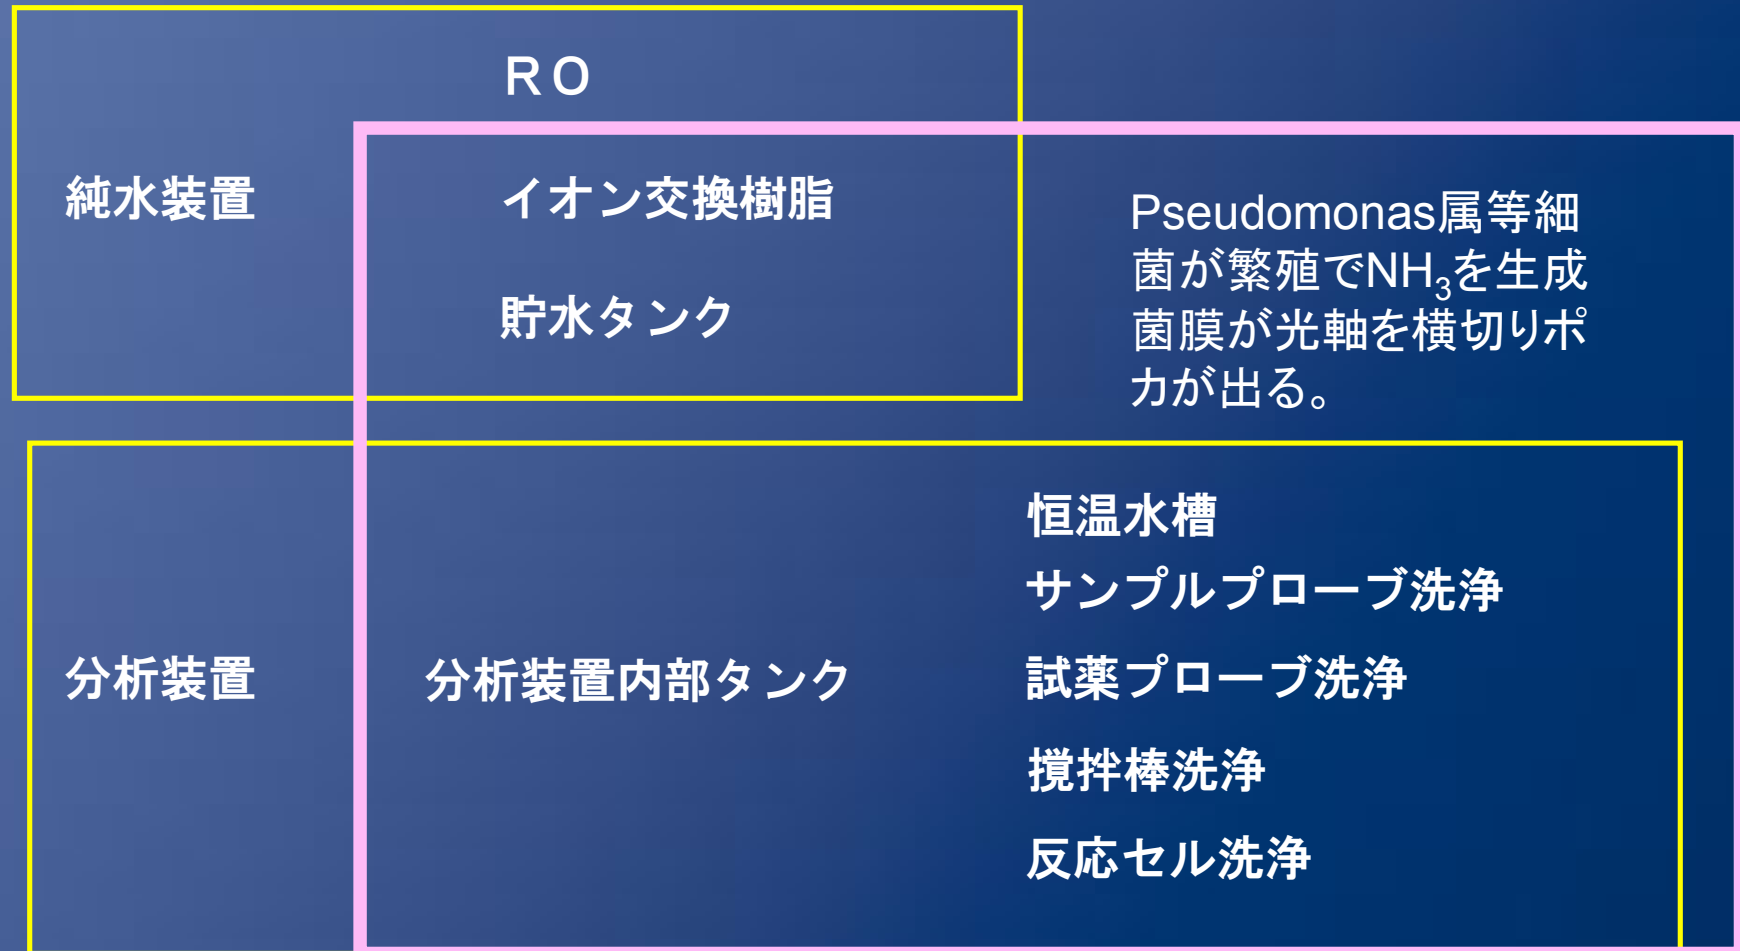 RO
純水装置
イオン交換樹脂
貯水タンク
Pseudomonas属等細
菌が繁殖でNH₃を生成
菌膜が光軸を横切りポ
カが出る。
恒温水槽
サンプルプローブ洗浄
分析装置
分析装置内部タンク
試薬プローブ洗浄
撹拌棒洗浄
反応セル洗浄